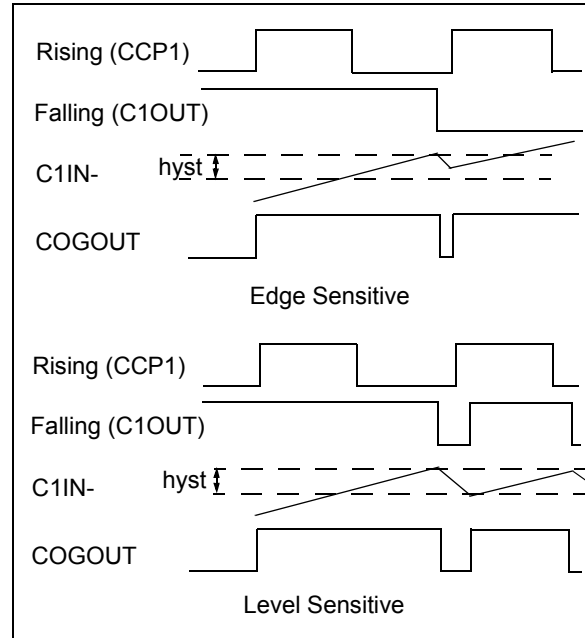 Rising (CCP1)
Falling (C1OUT)
hyst
C1IN-
COGOUT
Edge Sensitive
Rising (CCP1)
Falling (C1OUT)
hyst
C1IN-
COGOUT
Level Sensitive